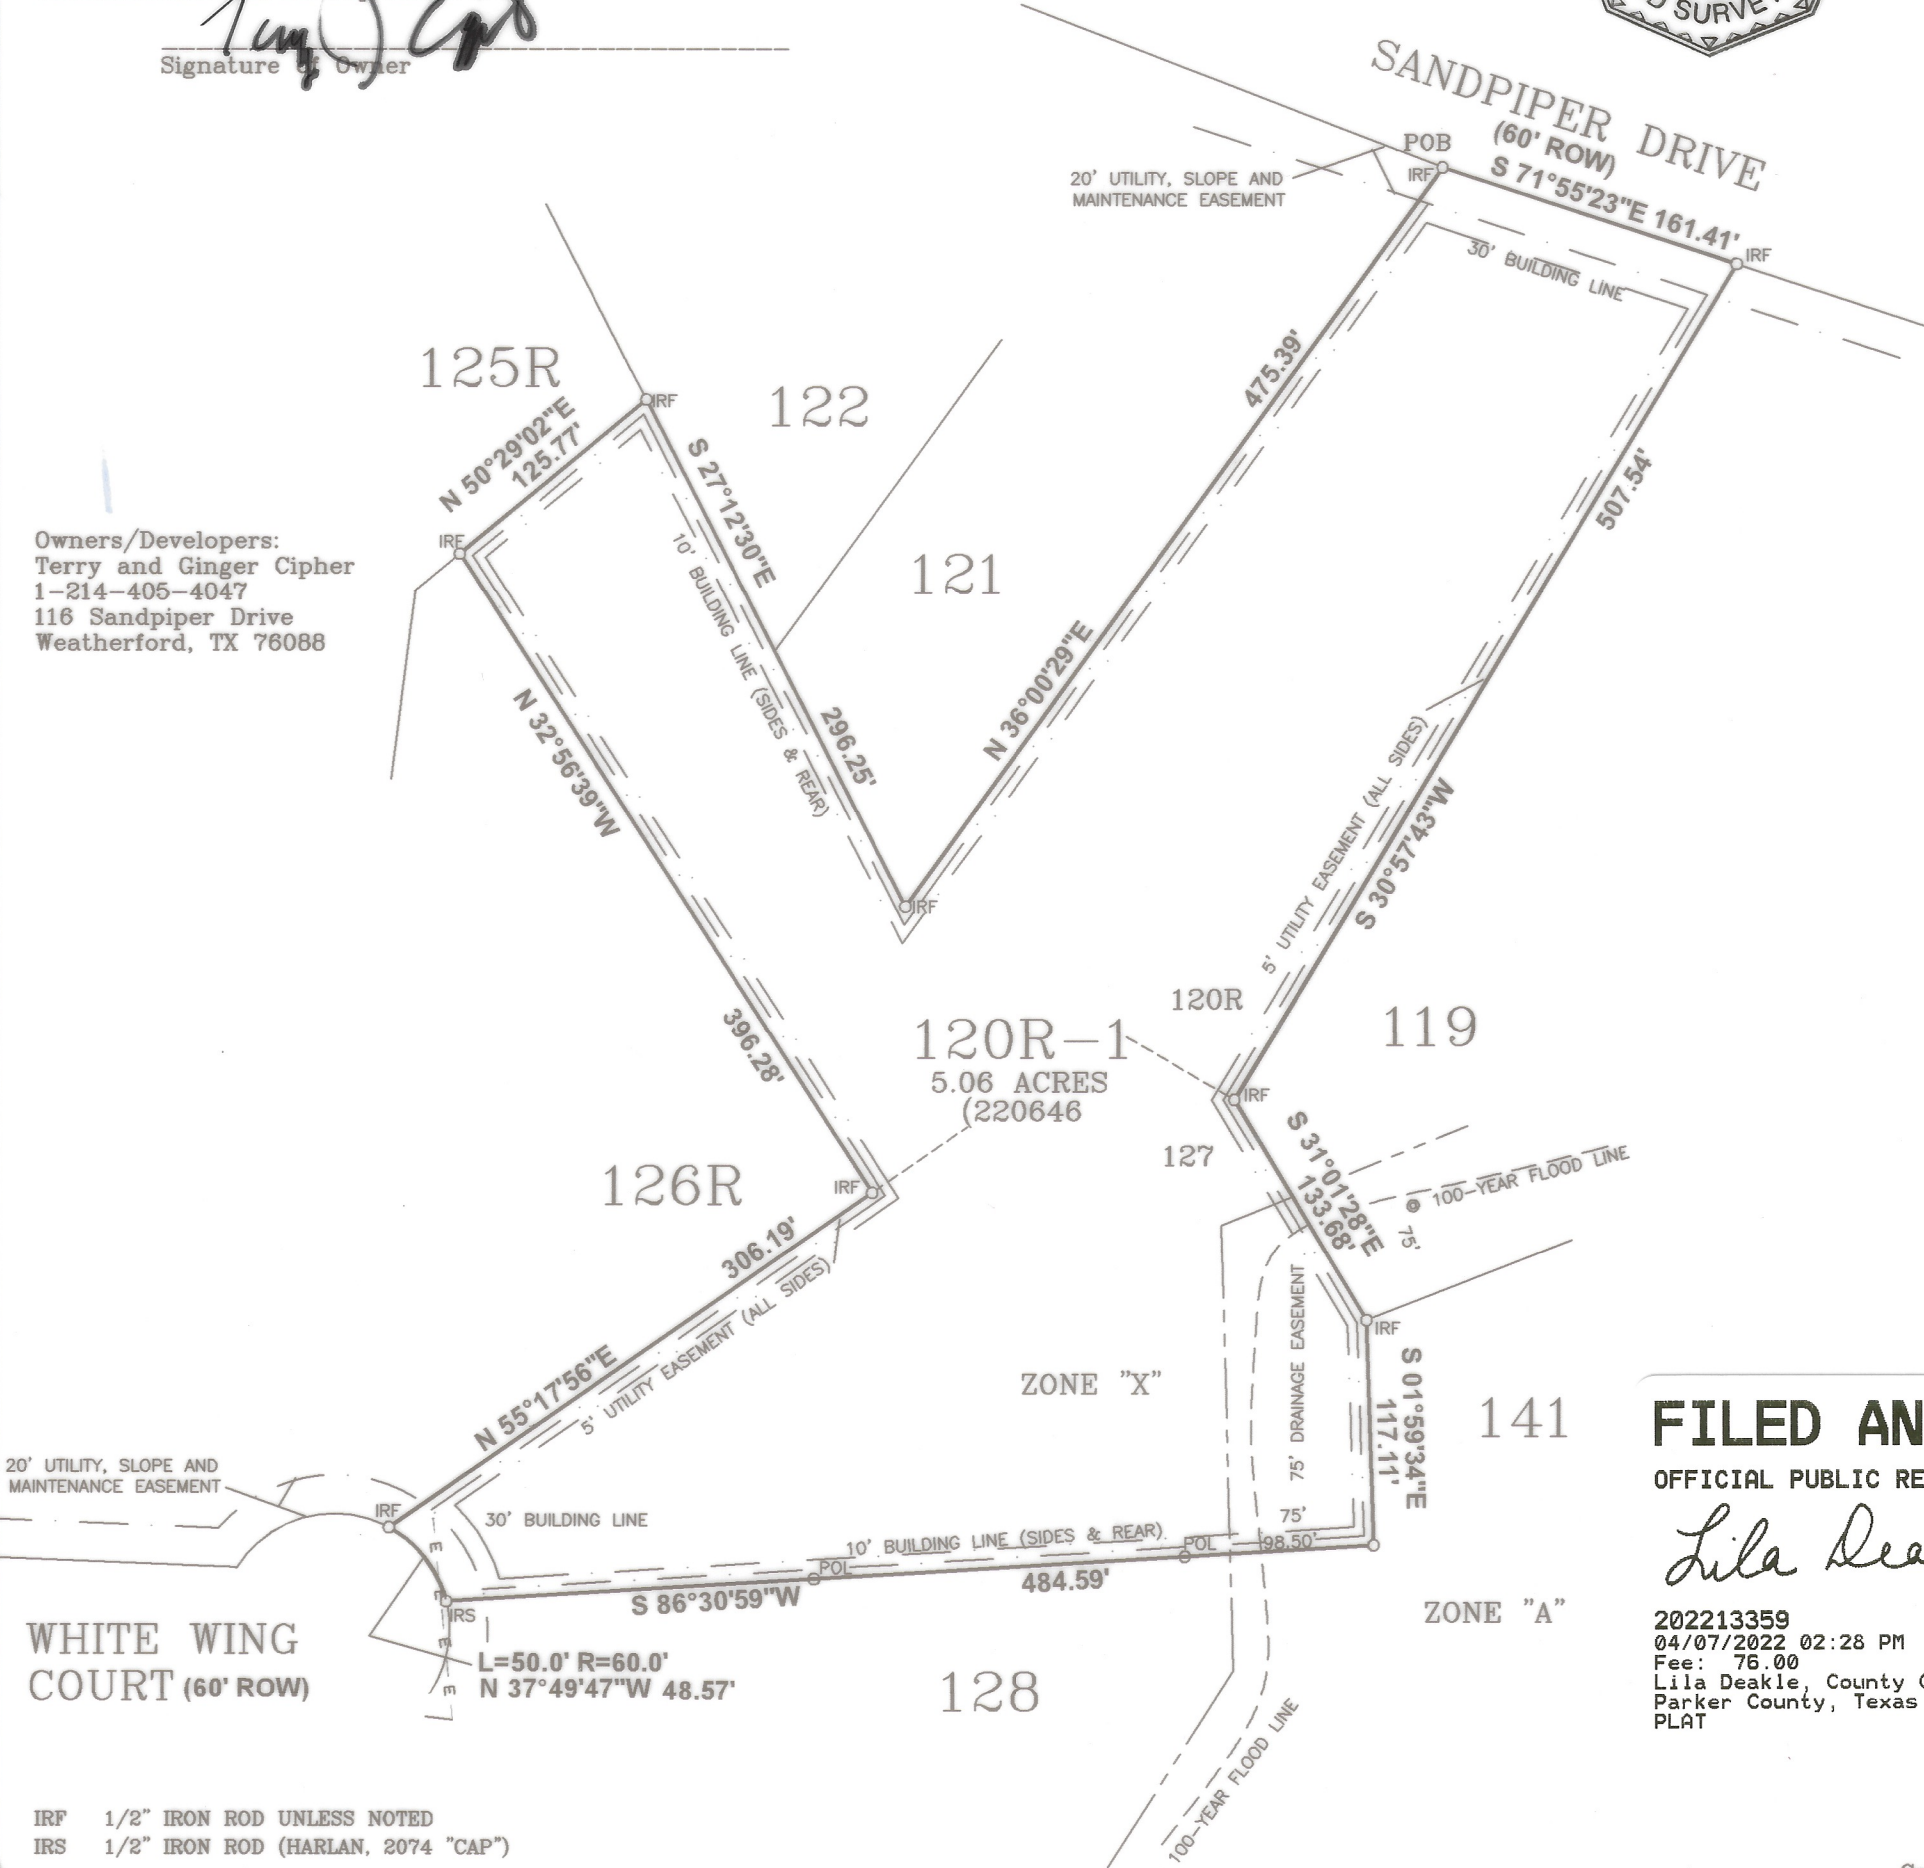 Signature of Owner
D SURVEY
SANDPIPER DRIVE
(60' ROW)
POB
IRF
S 71°55'23"E 161.41'
IRF
20' UTILITY, SLOPE AND
MAINTENANCE EASEMENT
30' BUILDING LINE
125R
122
IRF
475.39'
N 50°29'02"E
125.77'
S 27°12'30"E
507.54'
IRF
Owners/Developers:
Terry and Ginger Cipher
1-214-405-4047
116 Sandpiper Drive
Weatherford, TX 76088
121
10' BUILDING LINE (SIDES & REAR)
N 36°00'29"E
N 32°56'39"W
296.25'
5' UTILITY EASEMENT (ALL SIDES)
S 30°57'43"W
IRF
396.28'
120R
120R-1
5.06 ACRES
(220646
119
IRF
127
S 31°01'28"E
133.68'
100-YEAR FLOOD LINE
75'
126R
IRF
306.19'
5' UTILITY EASEMENT (ALL SIDES)
N 55°17'56"E
75' DRAINAGE EASEMENT
IRF
ZONE "X"
S 01°59'34"E
117.11'
141
FILED AN
OFFICIAL PUBLIC RE
Lila Dea
20' UTILITY, SLOPE AND
MAINTENANCE EASEMENT
IRF
30' BUILDING LINE
10' BUILDING LINE (SIDES & REAR)
75'
98.50'
POL
POL
E
E
E
E
484.59'
S 86°30'59"W
IRS
ZONE "A"
202213359
04/07/2022 02:28 PM
Fee: 76.00
Lila Deakle, County C
Parker County, Texas
PLAT
WHITE WING
COURT (60' ROW)
L=50.0' R=60.0'
N 37°49'47"W 48.57'
128
100-YEAR FLOOD LINE
IRF 1/2" IRON ROD UNLESS NOTED
IRS 1/2" IRON ROD (HARLAN, 2074 "CAP")